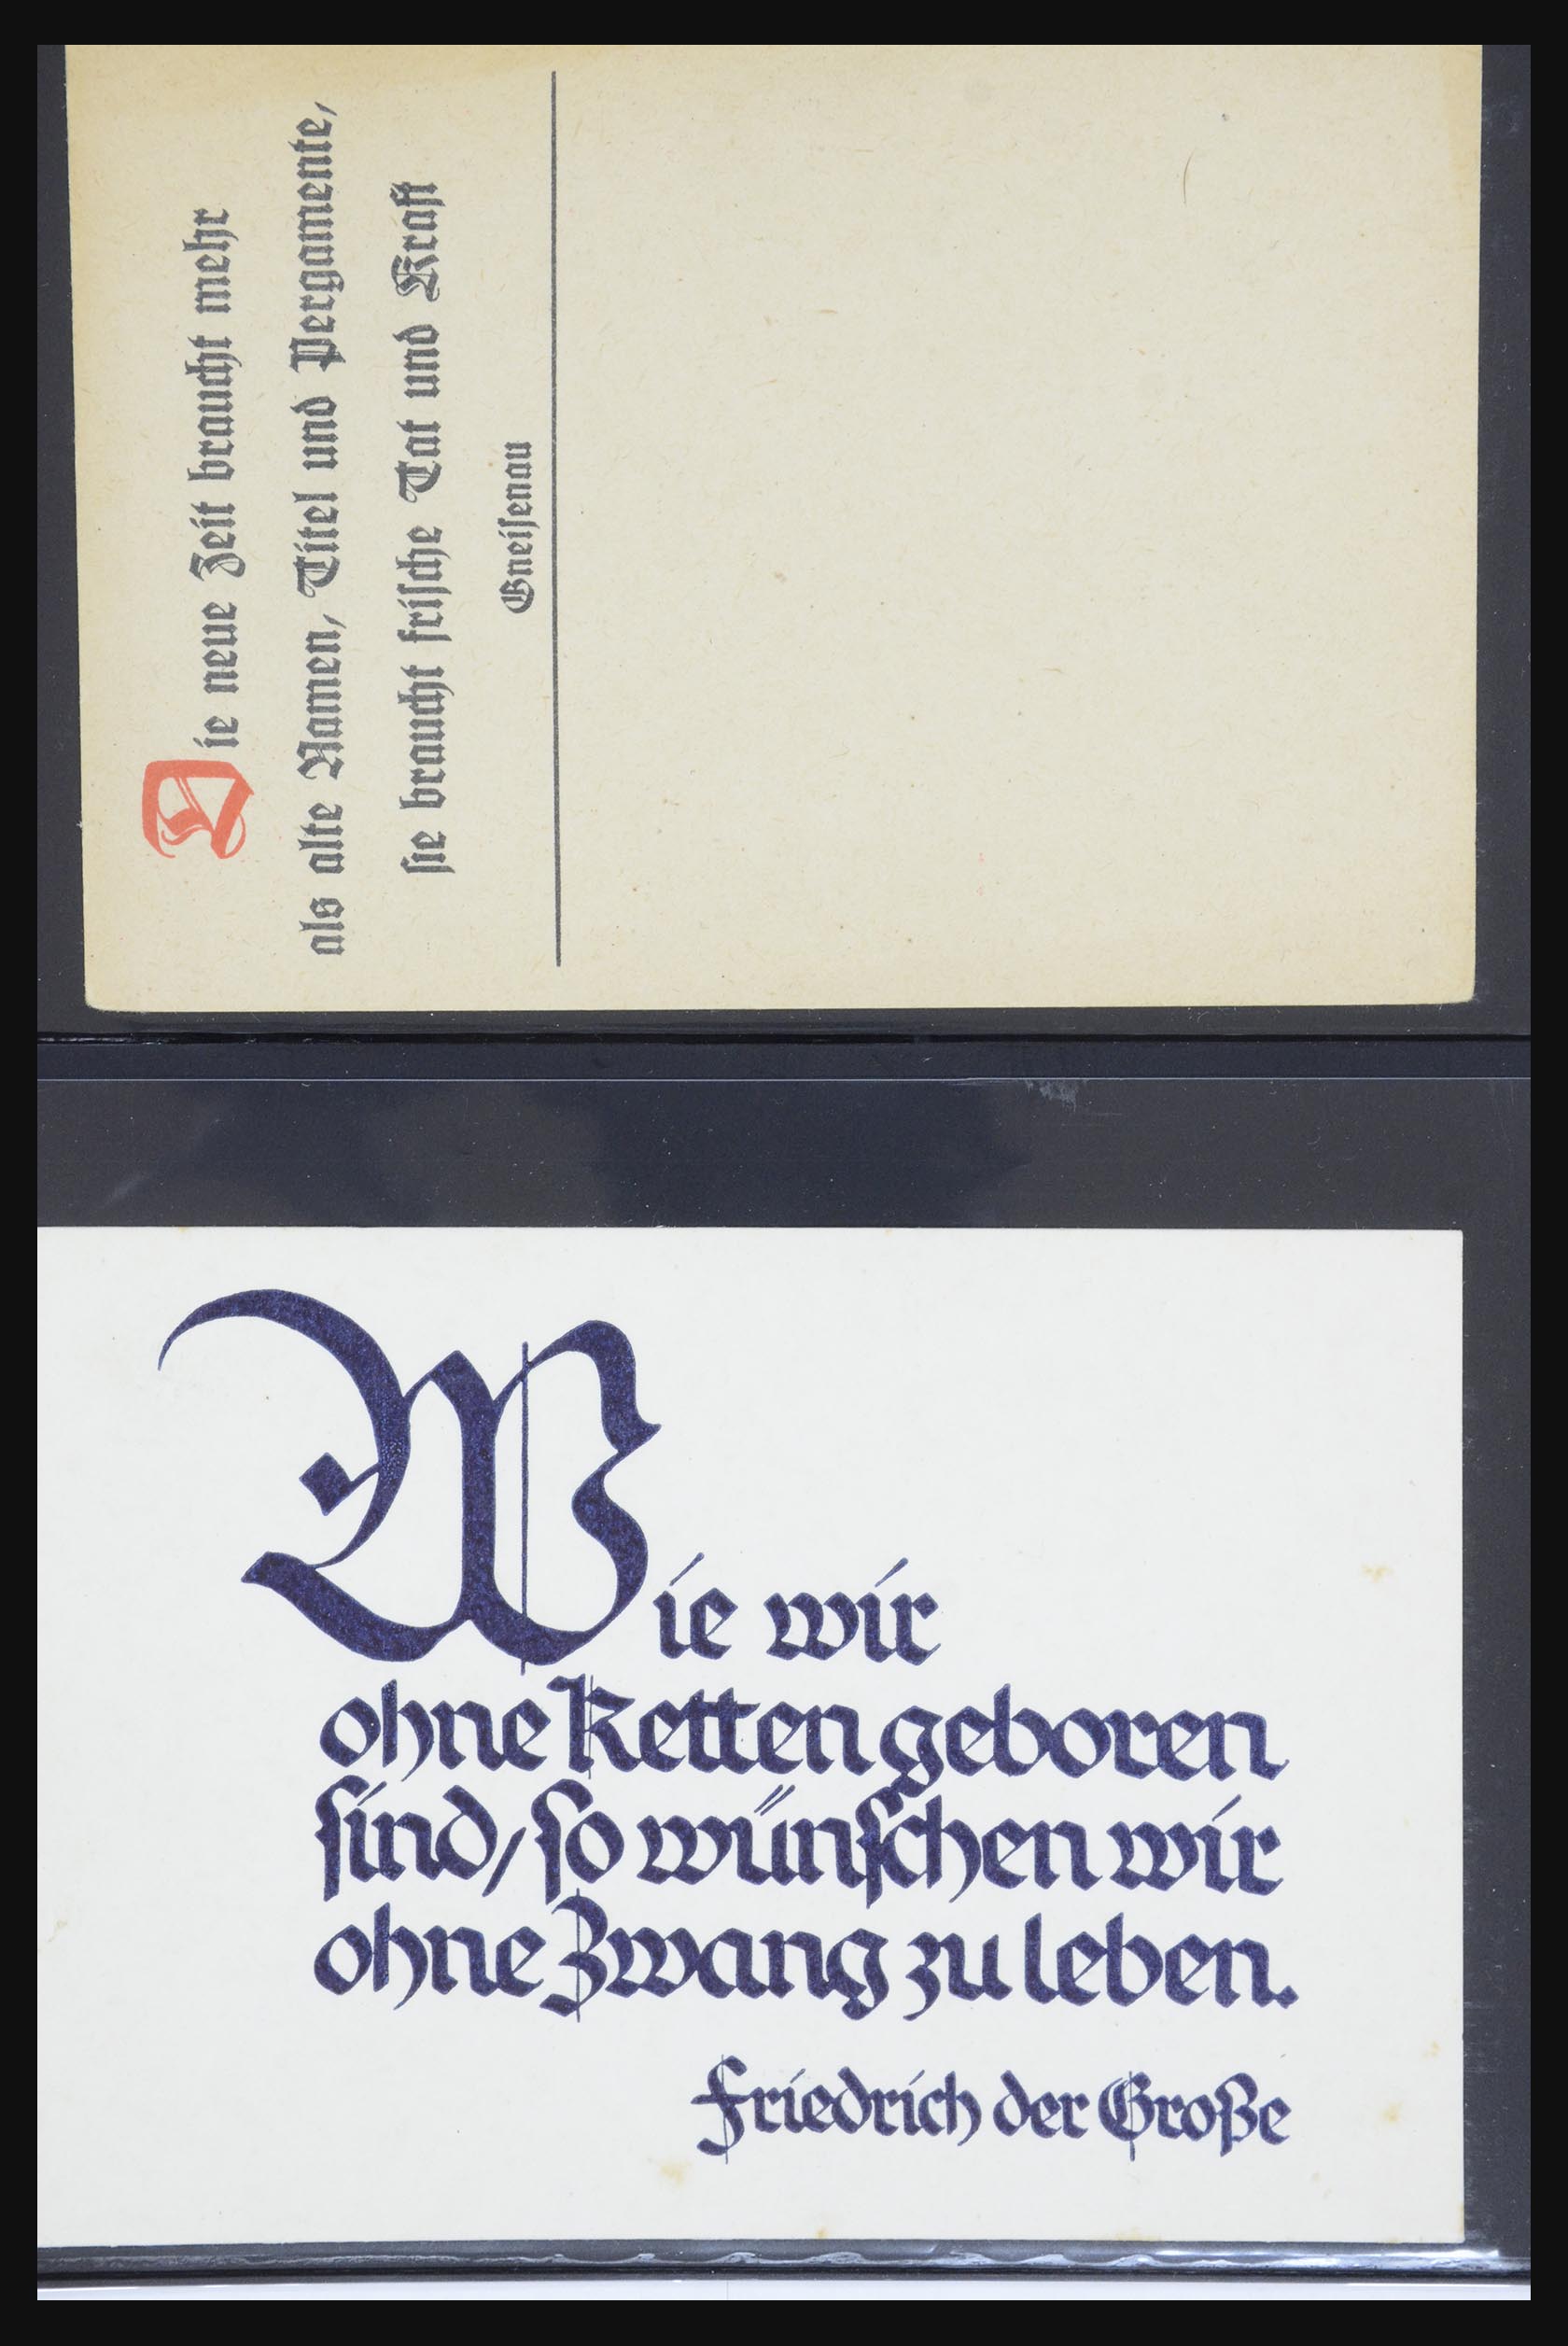 Die neue Zeit braucht mehr
als alte Namen, Titel und Pergamente,
sie braucht frische Tat und Kraft
Gneisenau
Wie wir
ohne Ketten geboren
sind, so wünschen wir
ohne Zwang zu leben.
Friedrich der Große